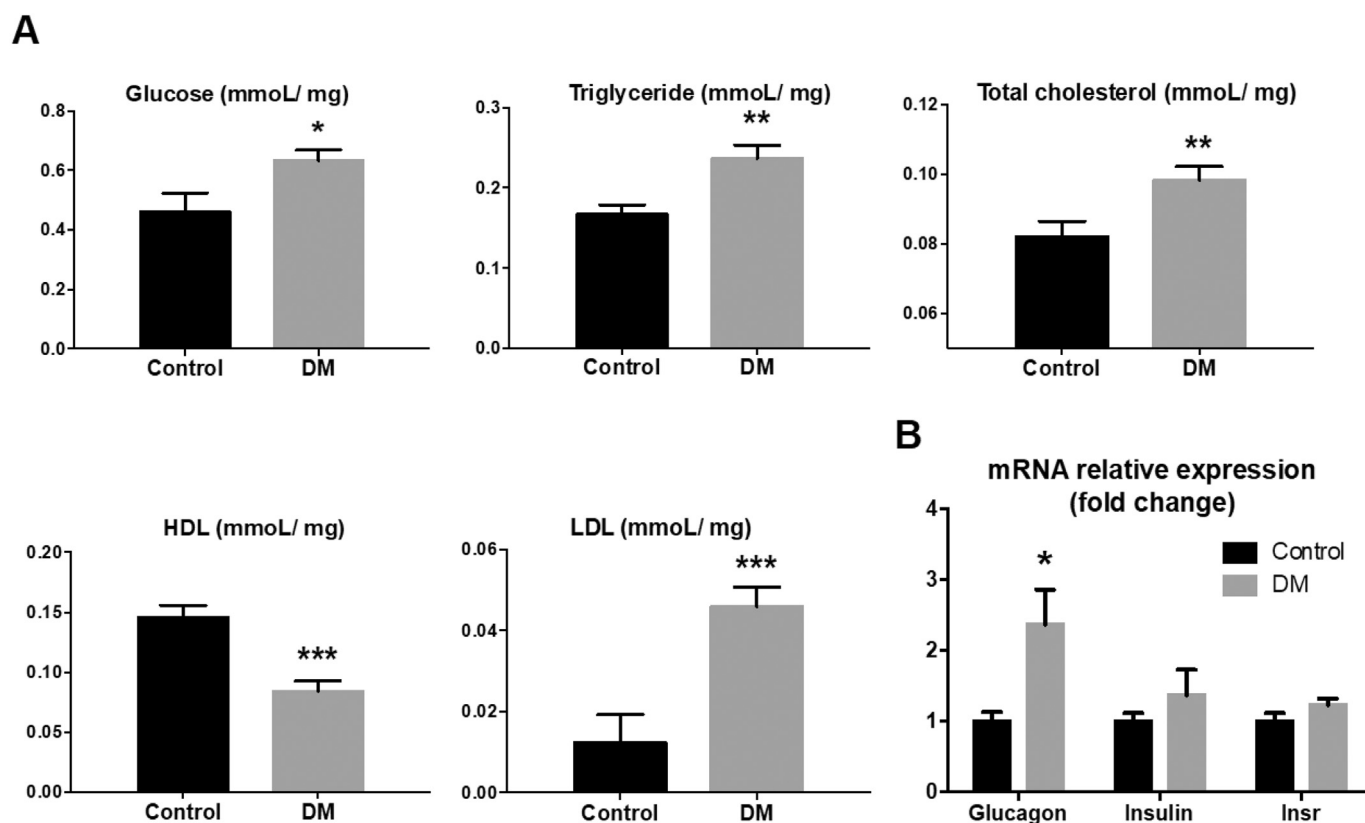 A
Glucose (mmoL/ mg)
0.8
0.6
*
0.4
0.2
0.0
Control DM
Triglyceride (mmoL/ mg)
0.3
**
0.2
0.1
0.0
Control DM
Total cholesterol (mmoL/ mg)
0.12
**
0.10
0.08
0.06
Control DM
HDL (mmoL/ mg)
0.20
0.15
***
0.10
0.05
0.00
Control DM
LDL (mmoL/ mg)
0.06
***
0.04
0.02
0.00
Control DM
B
mRNA relative expression
(fold change)
4
Control
3
*
DM
2
1
0
Glucagon Insulin Insr